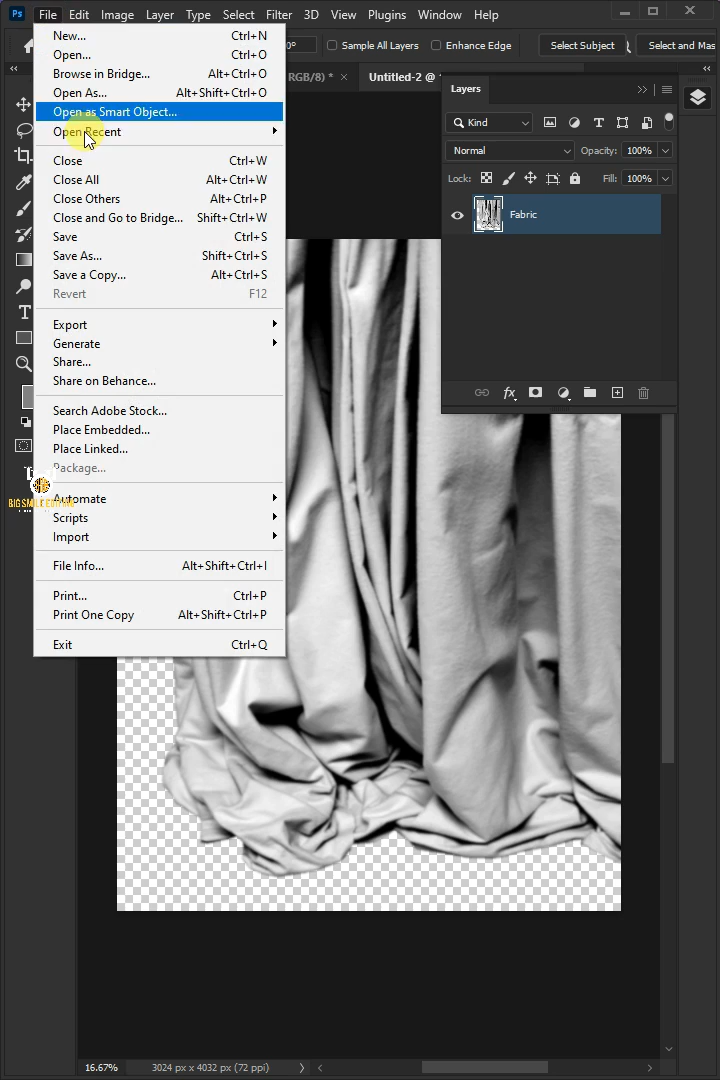 Ps File Edit Image Layer Type Select Filter 3D View Plugins Window Help
0° Sample All Layers Enhance Edge Select Subject Select and Mas
RGB/8) * × Untitled-2 @
New... Ctrl+N
Open... Ctrl+O
Browse in Bridge... Alt+Ctrl+O
Open As... Alt+Shift+Ctrl+O
Open as Smart Object...
Open Recent
Close Ctrl+W
Close All Alt+Ctrl+W
Close Others Alt+Ctrl+P
Close and Go to Bridge... Shift+Ctrl+W
Save Ctrl+S
Save As... Shift+Ctrl+S
Save a Copy... Alt+Ctrl+S
Revert F12
Export
Generate
Share...
Share on Behance...
Search Adobe Stock...
Place Embedded...
Place Linked...
Package...
Automate
Scripts
Import
File Info... Alt+Shift+Ctrl+I
Print... Ctrl+P
Print One Copy Alt+Shift+Ctrl+P
Exit Ctrl+Q
Layers
Kind
Normal Opacity: 100%
Lock: Fill: 100%
Fabric
fx
16.67% 3024 px x 4032 px (72 ppi)